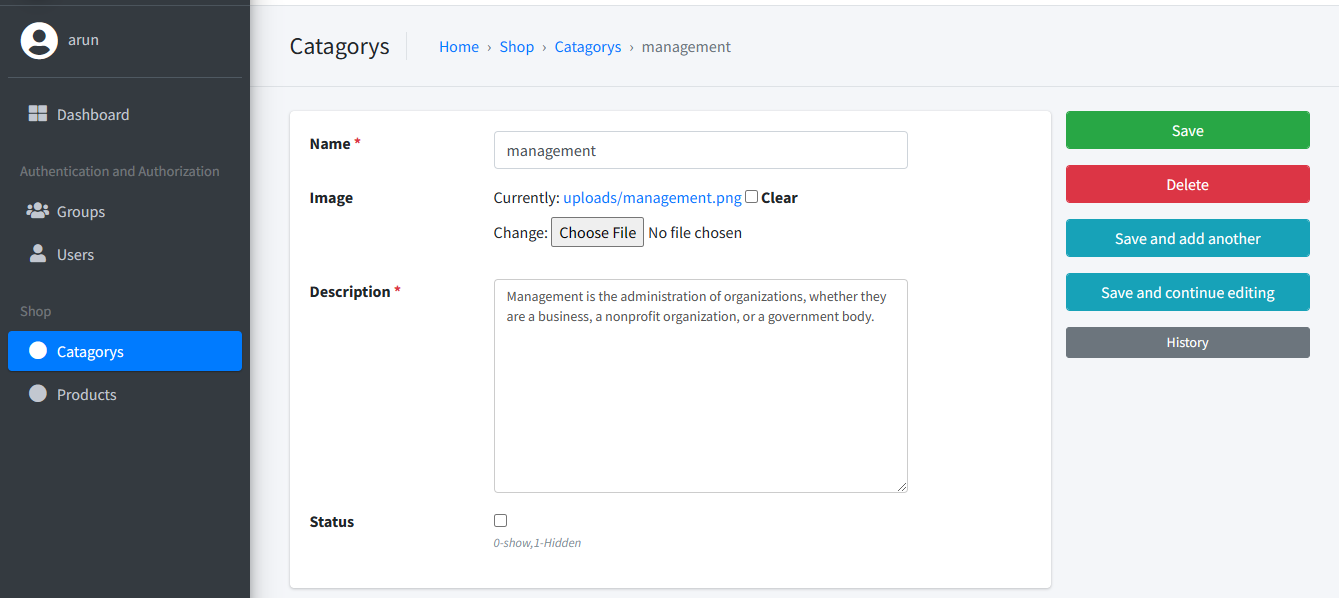 arun
Dashboard
Authentication and Authorization
Groups
Users
Shop
Catagorys
Products
Catagorys
Home › Shop › Catagorys › management
Name *
management
Image
Currently: uploads/management.png Clear
Change: Choose File No file chosen
Description *
Management is the administration of organizations, whether they
are a business, a nonprofit organization, or a government body.
Status
0-show,1-Hidden
Save
Delete
Save and add another
Save and continue editing
History